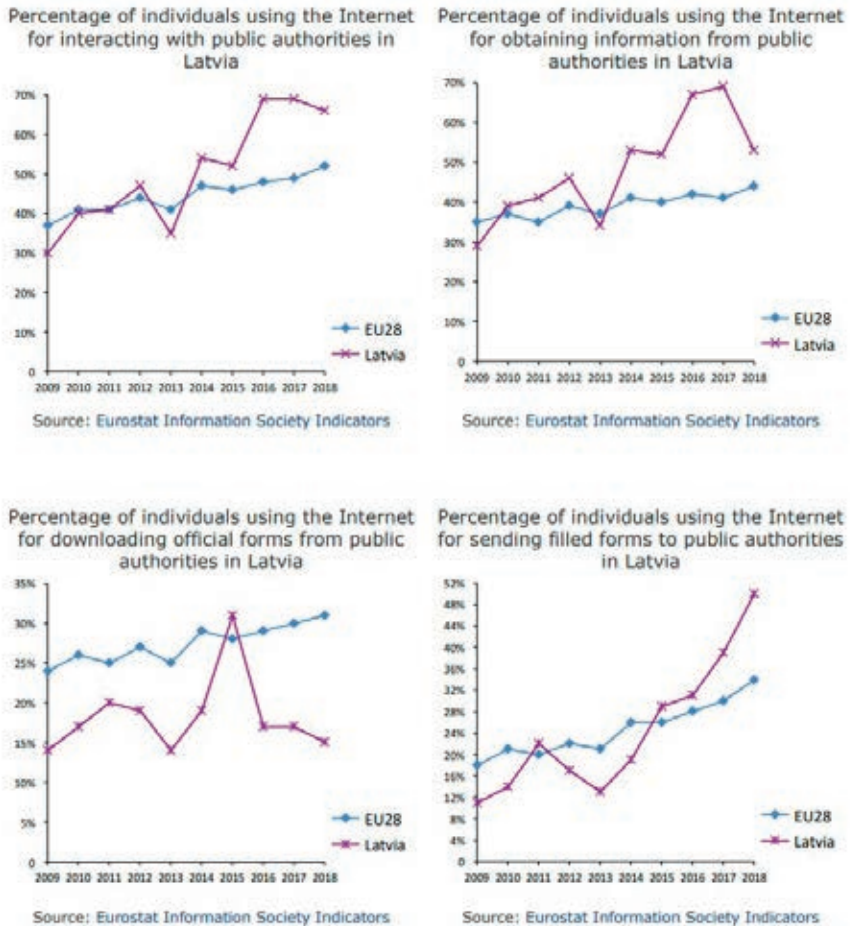 Percentage of individuals using the Internet
for interacting with public authorities in
Latvia
70%
60%
50%
40%
30%
20%
10%
0
2009 2010 2011 2012 2013 2014 2015 2016 2017 2018
EU28
Latvia
Source: Eurostat Information Society Indicators
Percentage of individuals using the Internet
for obtaining information from public
authorities in Latvia
70%
60%
50%
40%
30%
20%
10%
0
2009 2010 2011 2012 2013 2014 2015 2016 2017 2018
EU28
Latvia
Source: Eurostat Information Society Indicators
Percentage of individuals using the Internet
for downloading official forms from public
authorities in Latvia
35%
30%
25%
20%
15%
10%
5%
0
2009 2010 2011 2012 2013 2014 2015 2016 2017 2018
EU28
Latvia
Source: Eurostat Information Society Indicators
Percentage of individuals using the Internet
for sending filled forms to public authorities
in Latvia
52%
48%
44%
40%
36%
32%
28%
24%
20%
16%
12%
8%
4%
0
2009 2010 2011 2012 2013 2014 2015 2016 2017 2018
EU28
Latvia
Source: Eurostat Information Society Indicators